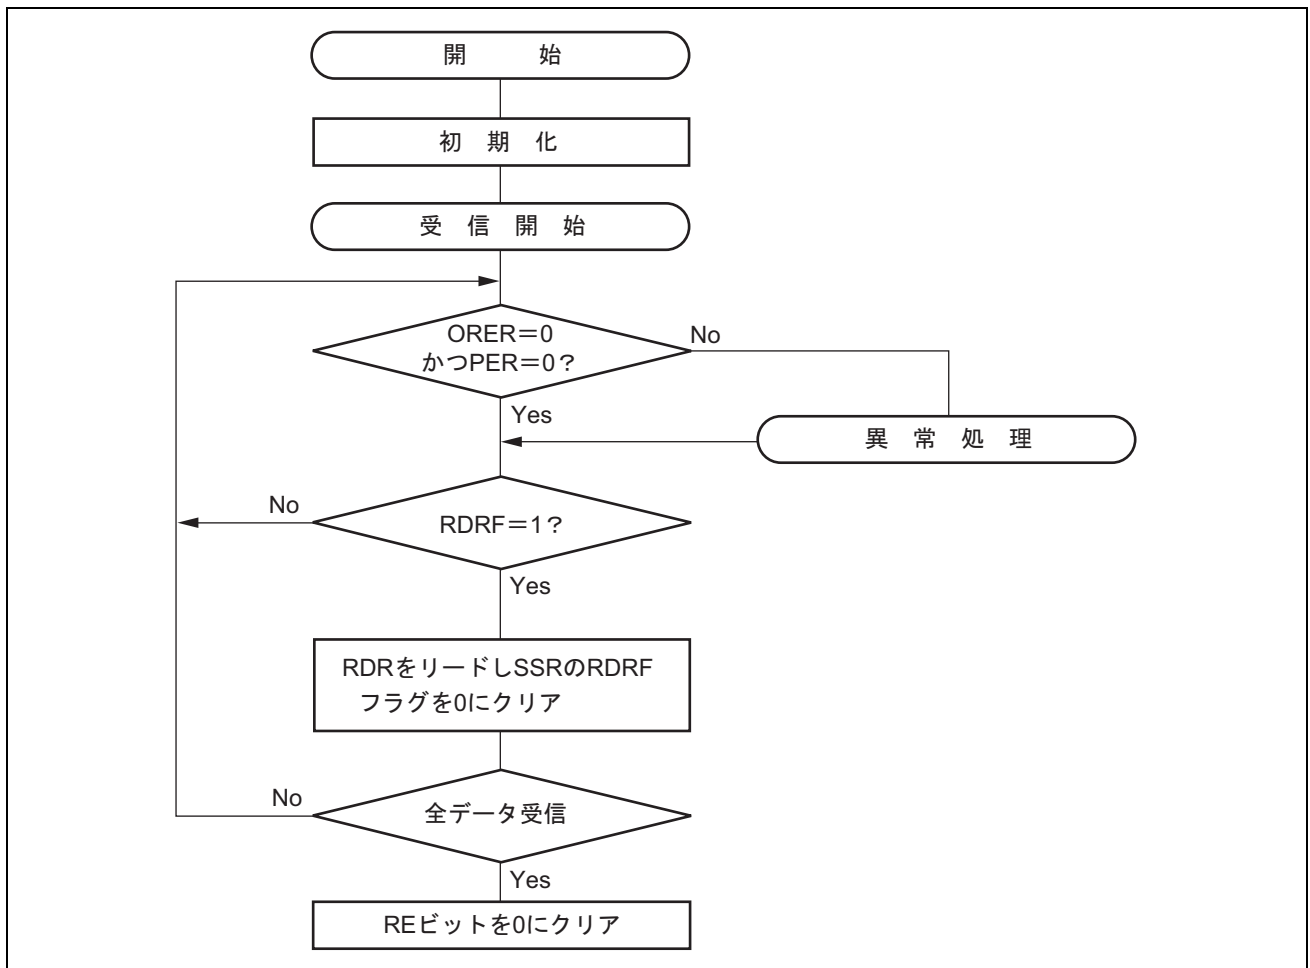 開始
初期化
受信開始
ORER＝0
かつPER＝0？
No
Yes
異常処理
No
RDRF＝1？
Yes
RDRをリードしSSRのRDRF
フラグを0にクリア
No
全データ受信
Yes
REビットを0にクリア